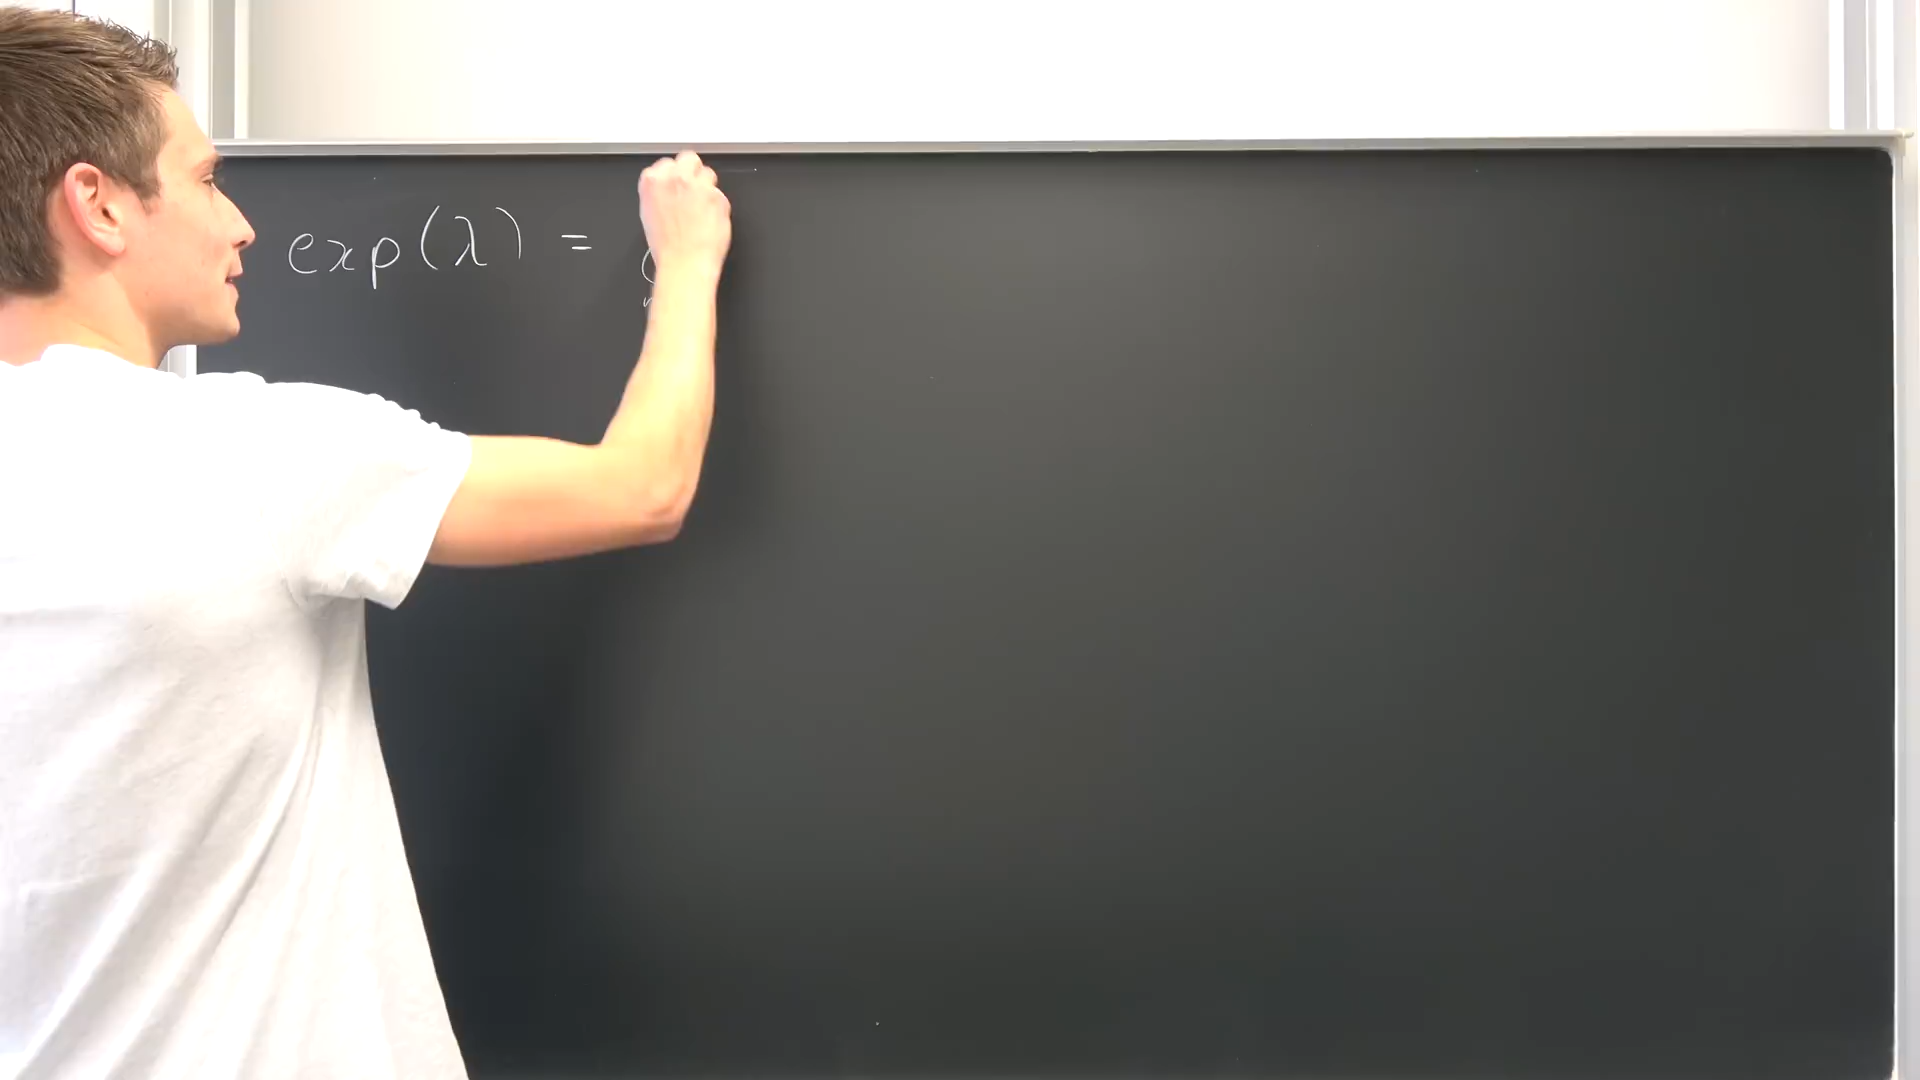 exp(λ) =